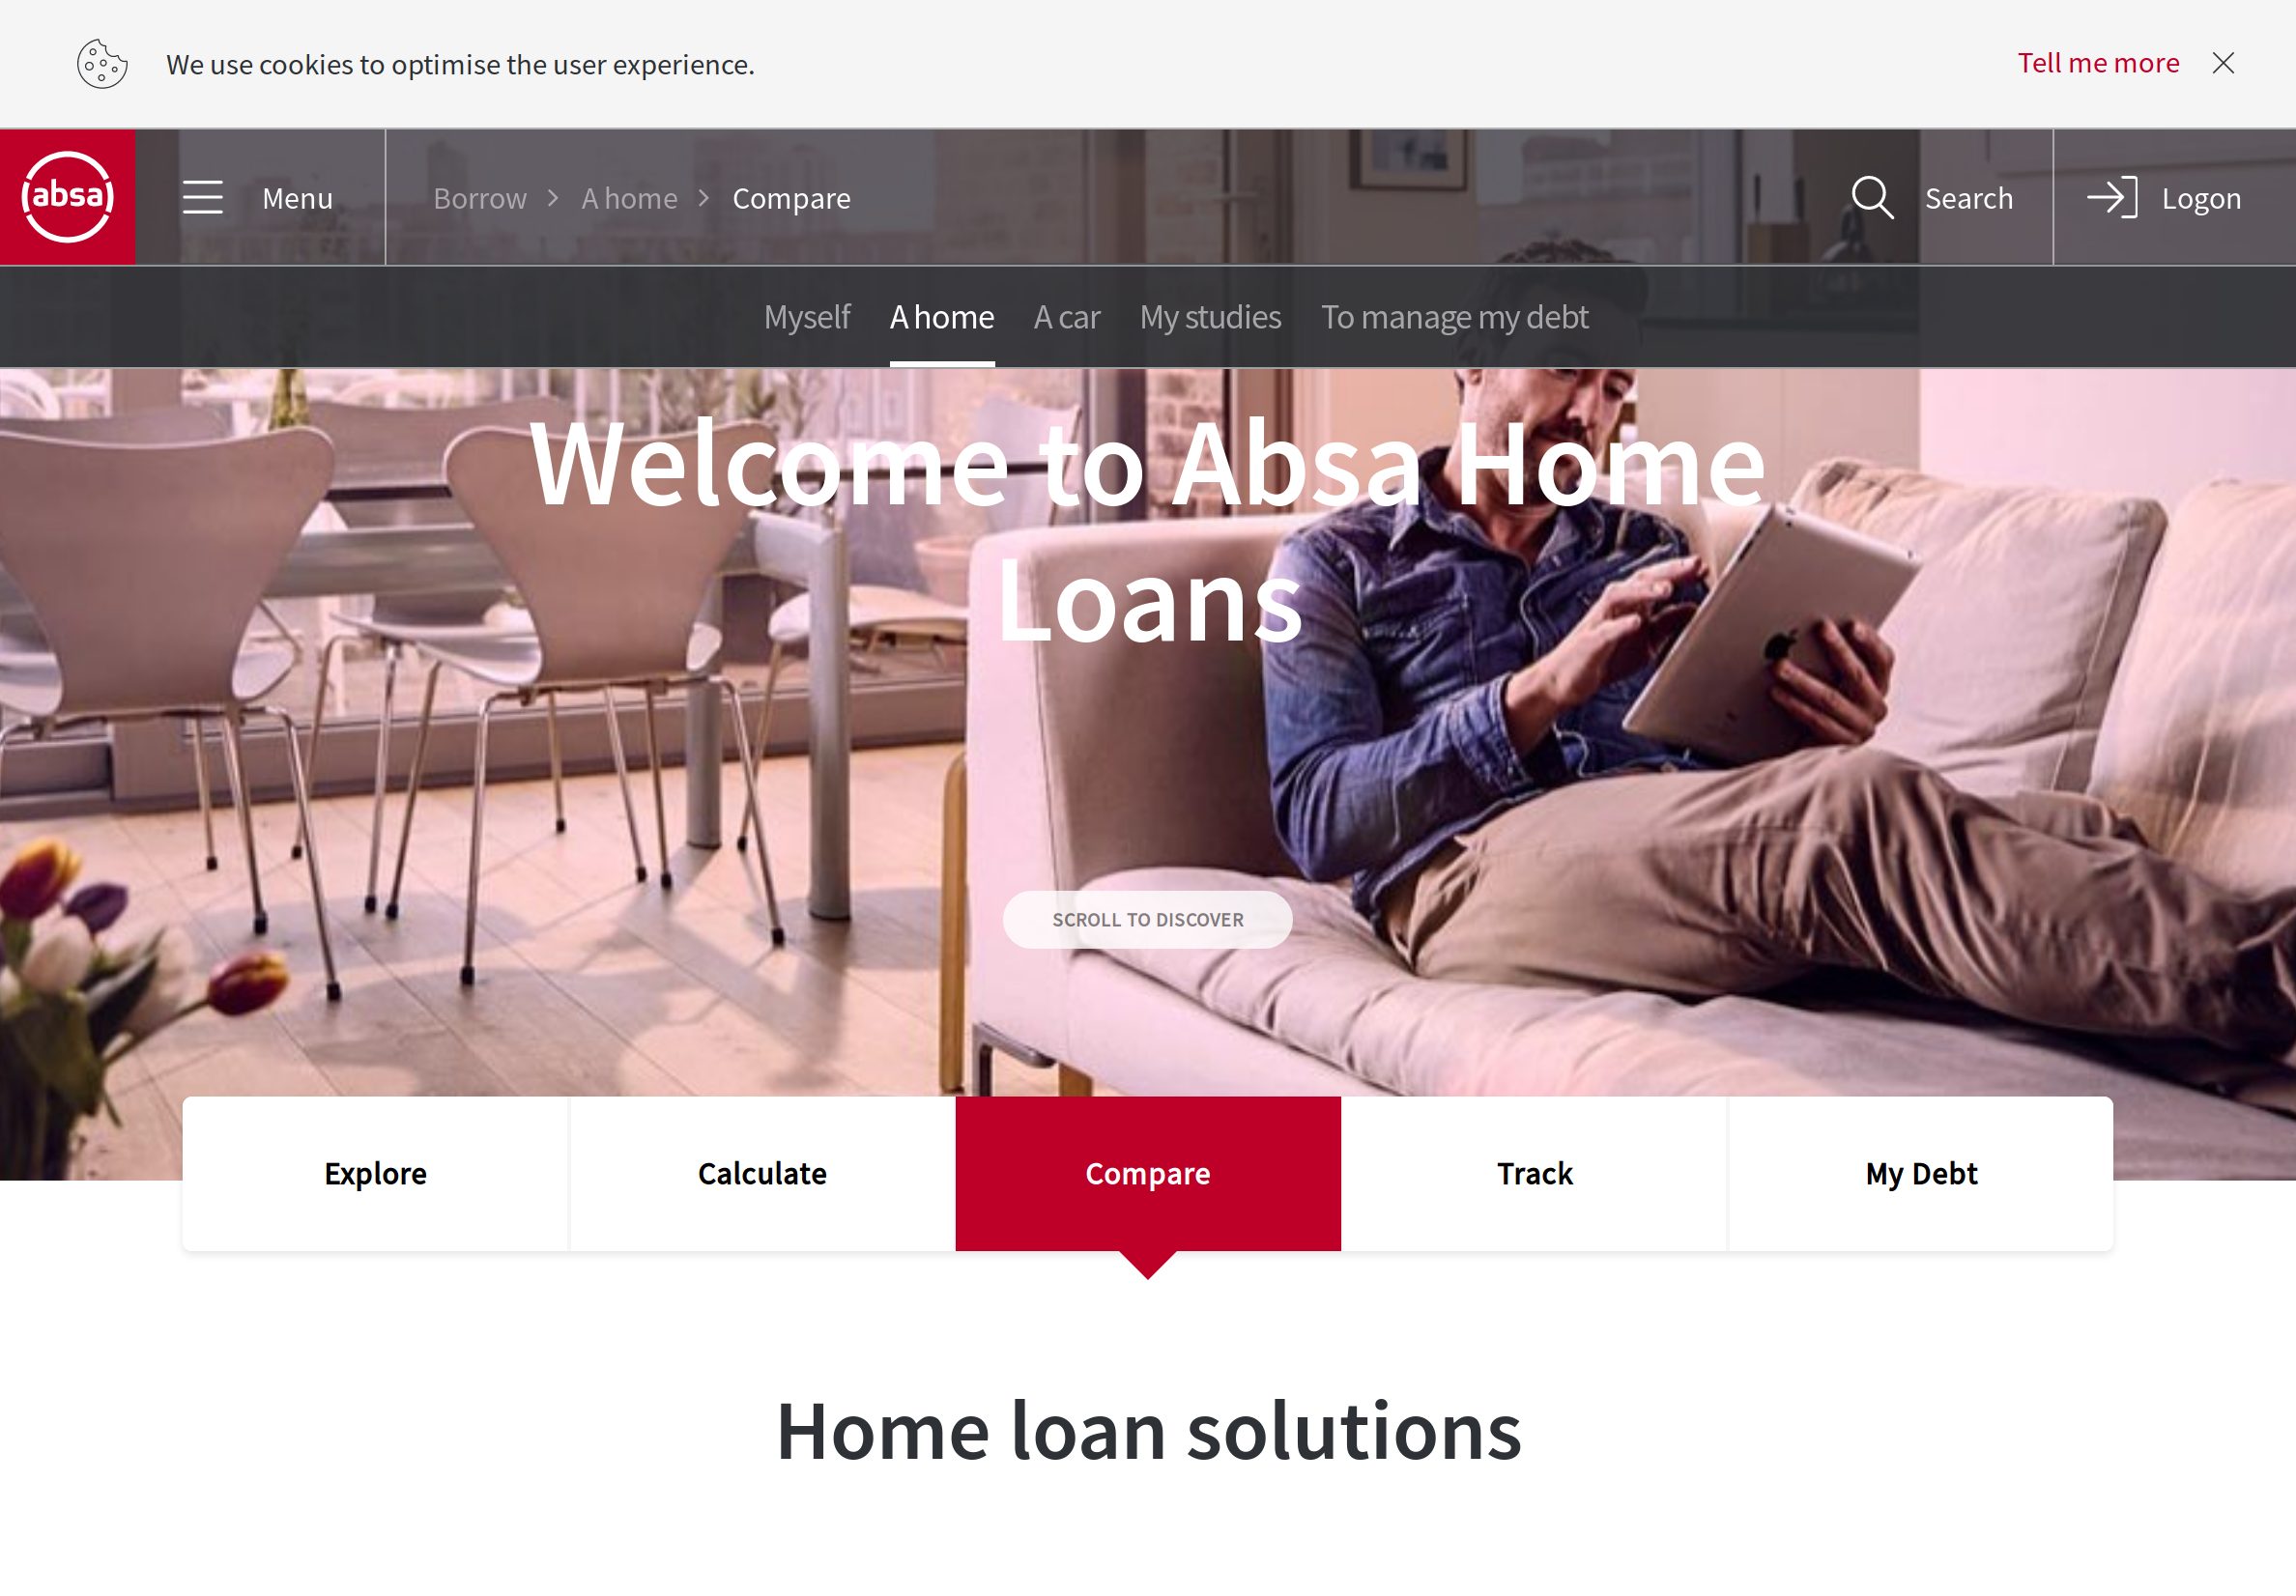 We use cookies to optimise the user experience.
Tell me more
absa
Menu
Borrow > A home > Compare
Search
Logon
Myself A home A car My studies To manage my debt
Welcome to Absa Home
Loans
SCROLL TO DISCOVER
Explore
Calculate
Compare
Track
My Debt
Home loan solutions